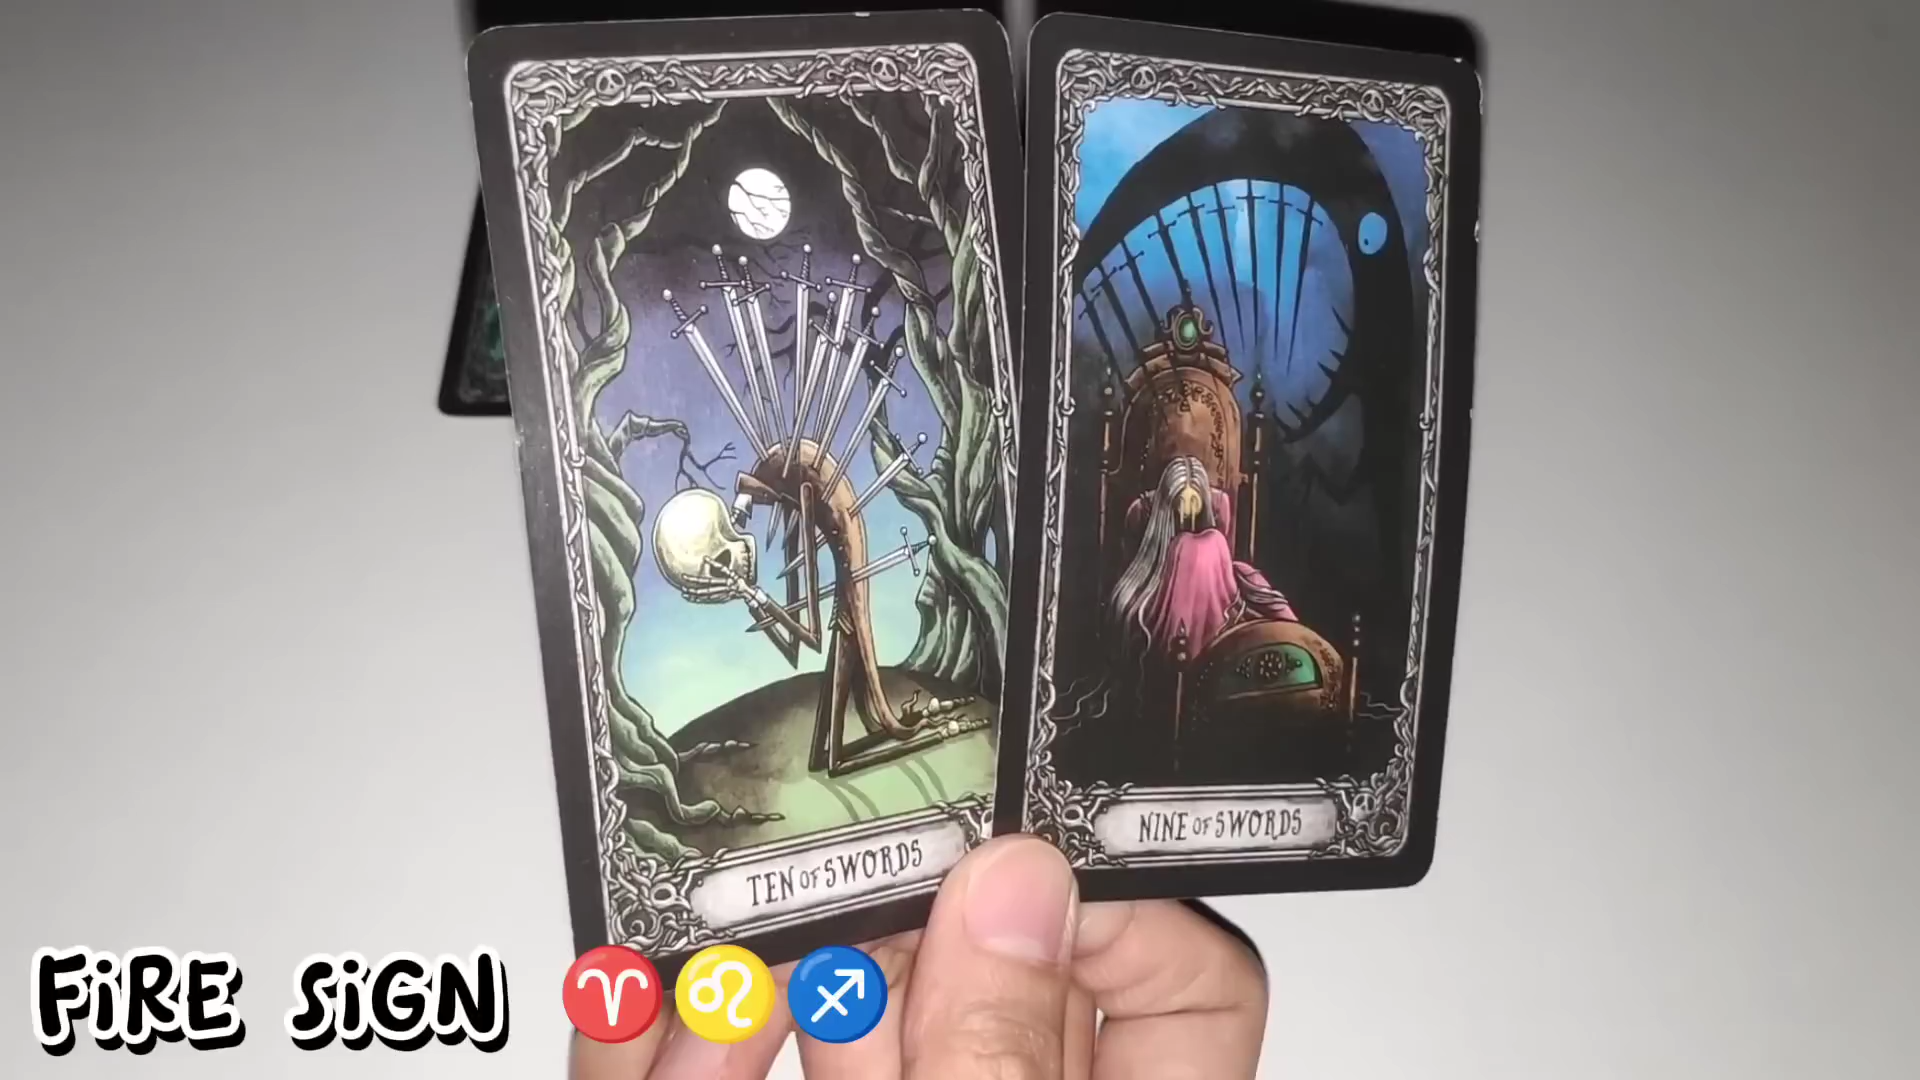 TEN OF SWORDS
NINE OF SWORDS
FiRE SiGN ♈♌♐